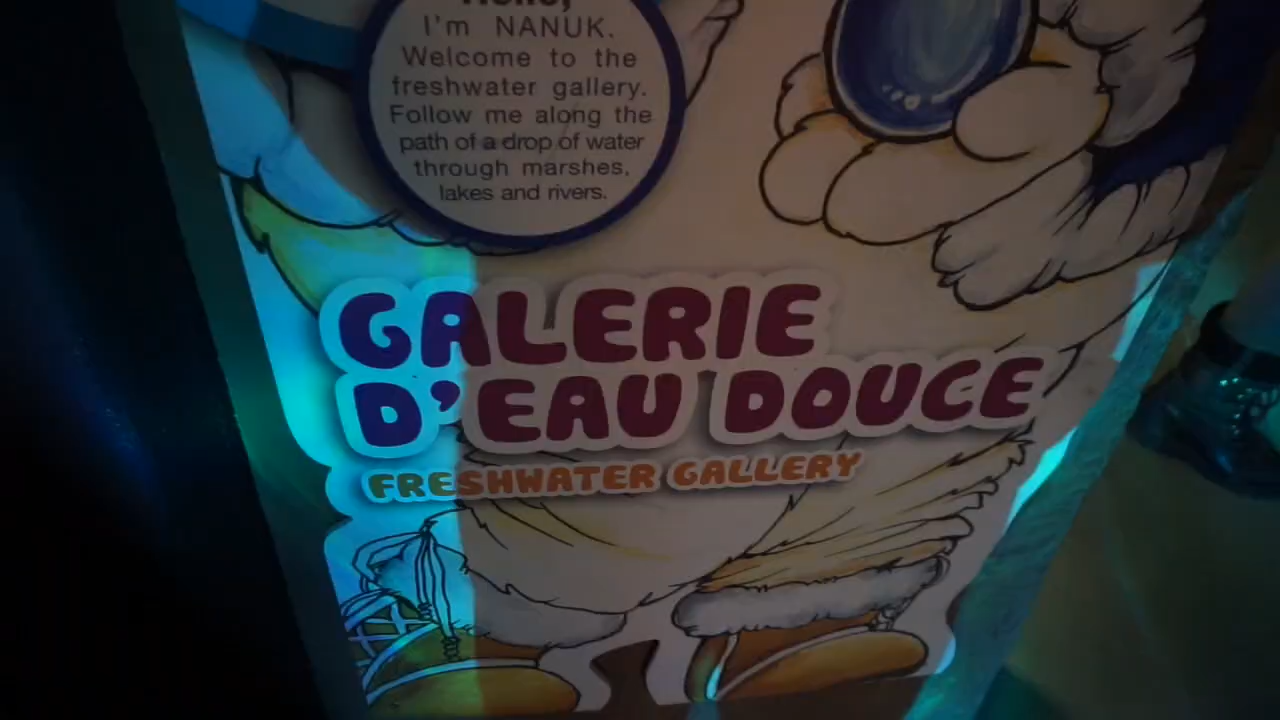 Hello,
I'm NANUK.
Welcome to the
freshwater gallery.
Follow me along the
path of a drop of water
through marshes,
lakes and rivers.
GALERIE
D'EAU DOUCE
FRESHWATER GALLERY